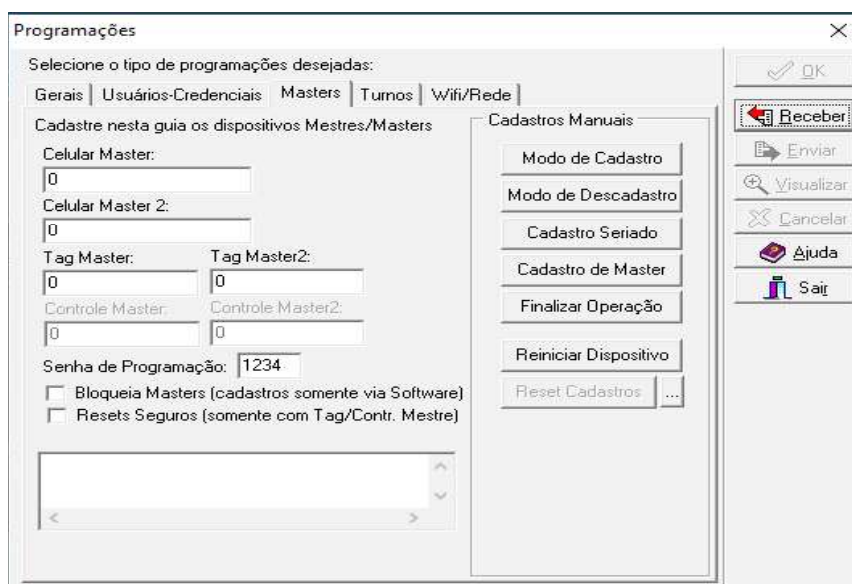 Programações
Selecione o tipo de programações desejadas:
Gerais Usuários-Credenciais Masters Turnos Wifi/Rede
Cadastre nesta guia os dispositivos Mestres/Masters
Celular Master:
0
Celular Master 2:
0
Tag Master: Tag Master2:
0 0
Controle Master: Controle Master2:
0 0
Senha de Programação: 1234
Bloqueia Masters (cadastros somente via Software)
Resets Seguros (somente com Tag/Contr. Mestre)
Cadastros Manuais
Modo de Cadastro
Modo de Descadastro
Cadastro Seriado
Cadastro de Master
Finalizar Operação
Reiniciar Dispositivo
Reset Cadastros ...
OK
Receber
Enviar
Visualizar
Cancelar
Ajuda
Sair